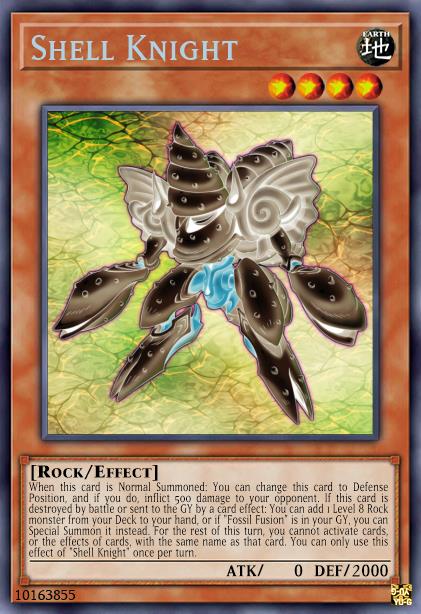 SHELL KNIGHT
EARTH
地
[ROCK/EFFECT]
When this card is Normal Summoned: You can change this card to Defense
Position, and if you do, inflict 500 damage to your opponent. If this card is
destroyed by battle or sent to the GY by a card effect: You can add 1 Level 8 Rock
monster from your Deck to your hand, or if "Fossil Fusion" is in your GY, you can
Special Summon it instead. For the rest of this turn, you cannot activate cards,
or the effects of cards, with the same name as that card. You can only use this
effect of "Shell Knight" once per turn.
ATK/ 0 DEF/2000
10163855